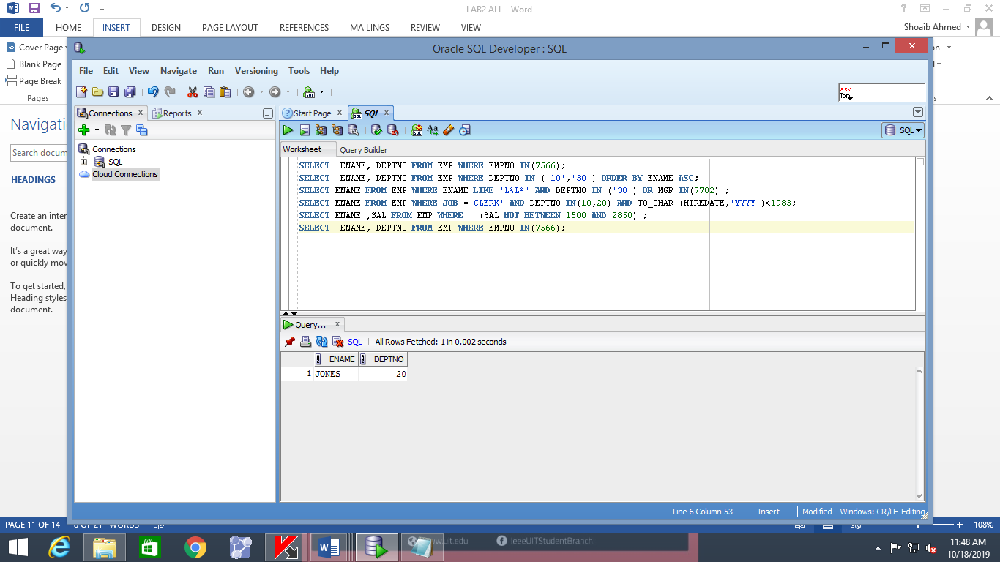 LAB2 ALL - Word
FILE HOME INSERT DESIGN PAGE LAYOUT REFERENCES MAILINGS REVIEW VIEW Shoaib Ahmed
Cover Page
Blank Page
Page Break
Pages
Navigati
Search docum
HEADINGS
Create an inter
document.
It's a great way
or quickly mov
To get started,
Heading styles
document.
Oracle SQL Developer : SQL
File Edit View Navigate Run Versioning Tools Help
ask
Tom
Connections x Reports x
Connections
SQL
Cloud Connections
Start Page x SQL x
SQL
Worksheet Query Builder
SELECT  ENAME, DEPTNO FROM EMP WHERE EMPNO IN(7566);
SELECT  ENAME, DEPTNO FROM EMP WHERE DEPTNO IN ('10','30') ORDER BY ENAME ASC;
SELECT ENAME FROM EMP WHERE ENAME LIKE 'L%L%' AND DEPTNO IN ('30') OR MGR IN(7782) ;
SELECT ENAME FROM EMP WHERE JOB ='CLERK' AND DEPTNO IN(10,20) AND TO_CHAR (HIREDATE,'YYYY')<1983;
SELECT ENAME ,SAL FROM EMP WHERE   (SAL NOT BETWEEN 1500 AND 2850) ;
SELECT  ENAME, DEPTNO FROM EMP WHERE EMPNO IN(7566);
Query... x
SQL | All Rows Fetched: 1 in 0.002 seconds
ENAME DEPTNO
1 JONES 20
Line 6 Column 53 | Insert | Modified | Windows: CR/LF Editing
PAGE 11 OF 14 8 OF 211 WORDS 108%
.uit.edu IeeeUITStudentBranch
11:48 AM
10/18/2019